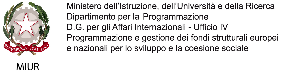 Ministero dell'Istruzione, dell'Università e della Ricerca
Dipartimento per la Programmazione
D.G. per gli Affari Internazionali - Ufficio IV
Programmazione e gestione dei fondi strutturali europei
e nazionali per lo sviluppo e la coesione sociale
MIUR